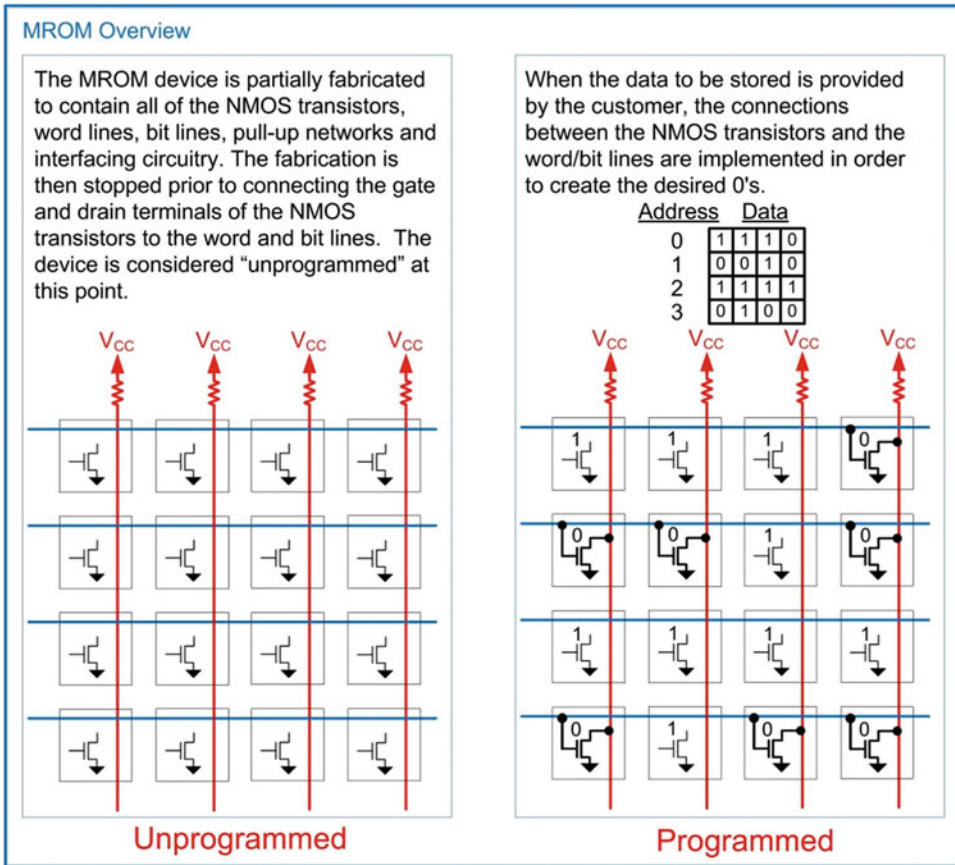 MROM Overview
The MROM device is partially fabricated
to contain all of the NMOS transistors,
word lines, bit lines, pull-up networks and
interfacing circuitry. The fabrication is
then stopped prior to connecting the gate
and drain terminals of the NMOS
transistors to the word and bit lines.  The
device is considered “unprogrammed” at
this point.
VCC VCC VCC VCC
Unprogrammed
When the data to be stored is provided
by the customer, the connections
between the NMOS transistors and the
word/bit lines are implemented in order
to create the desired 0's.
Address Data
0 1 1 1 0
1 0 0 1 0
2 1 1 1 1
3 0 1 0 0
VCC VCC VCC VCC
1 1 1 0
0 0 1 0
1 1 1 1
0 1 0 0
Programmed